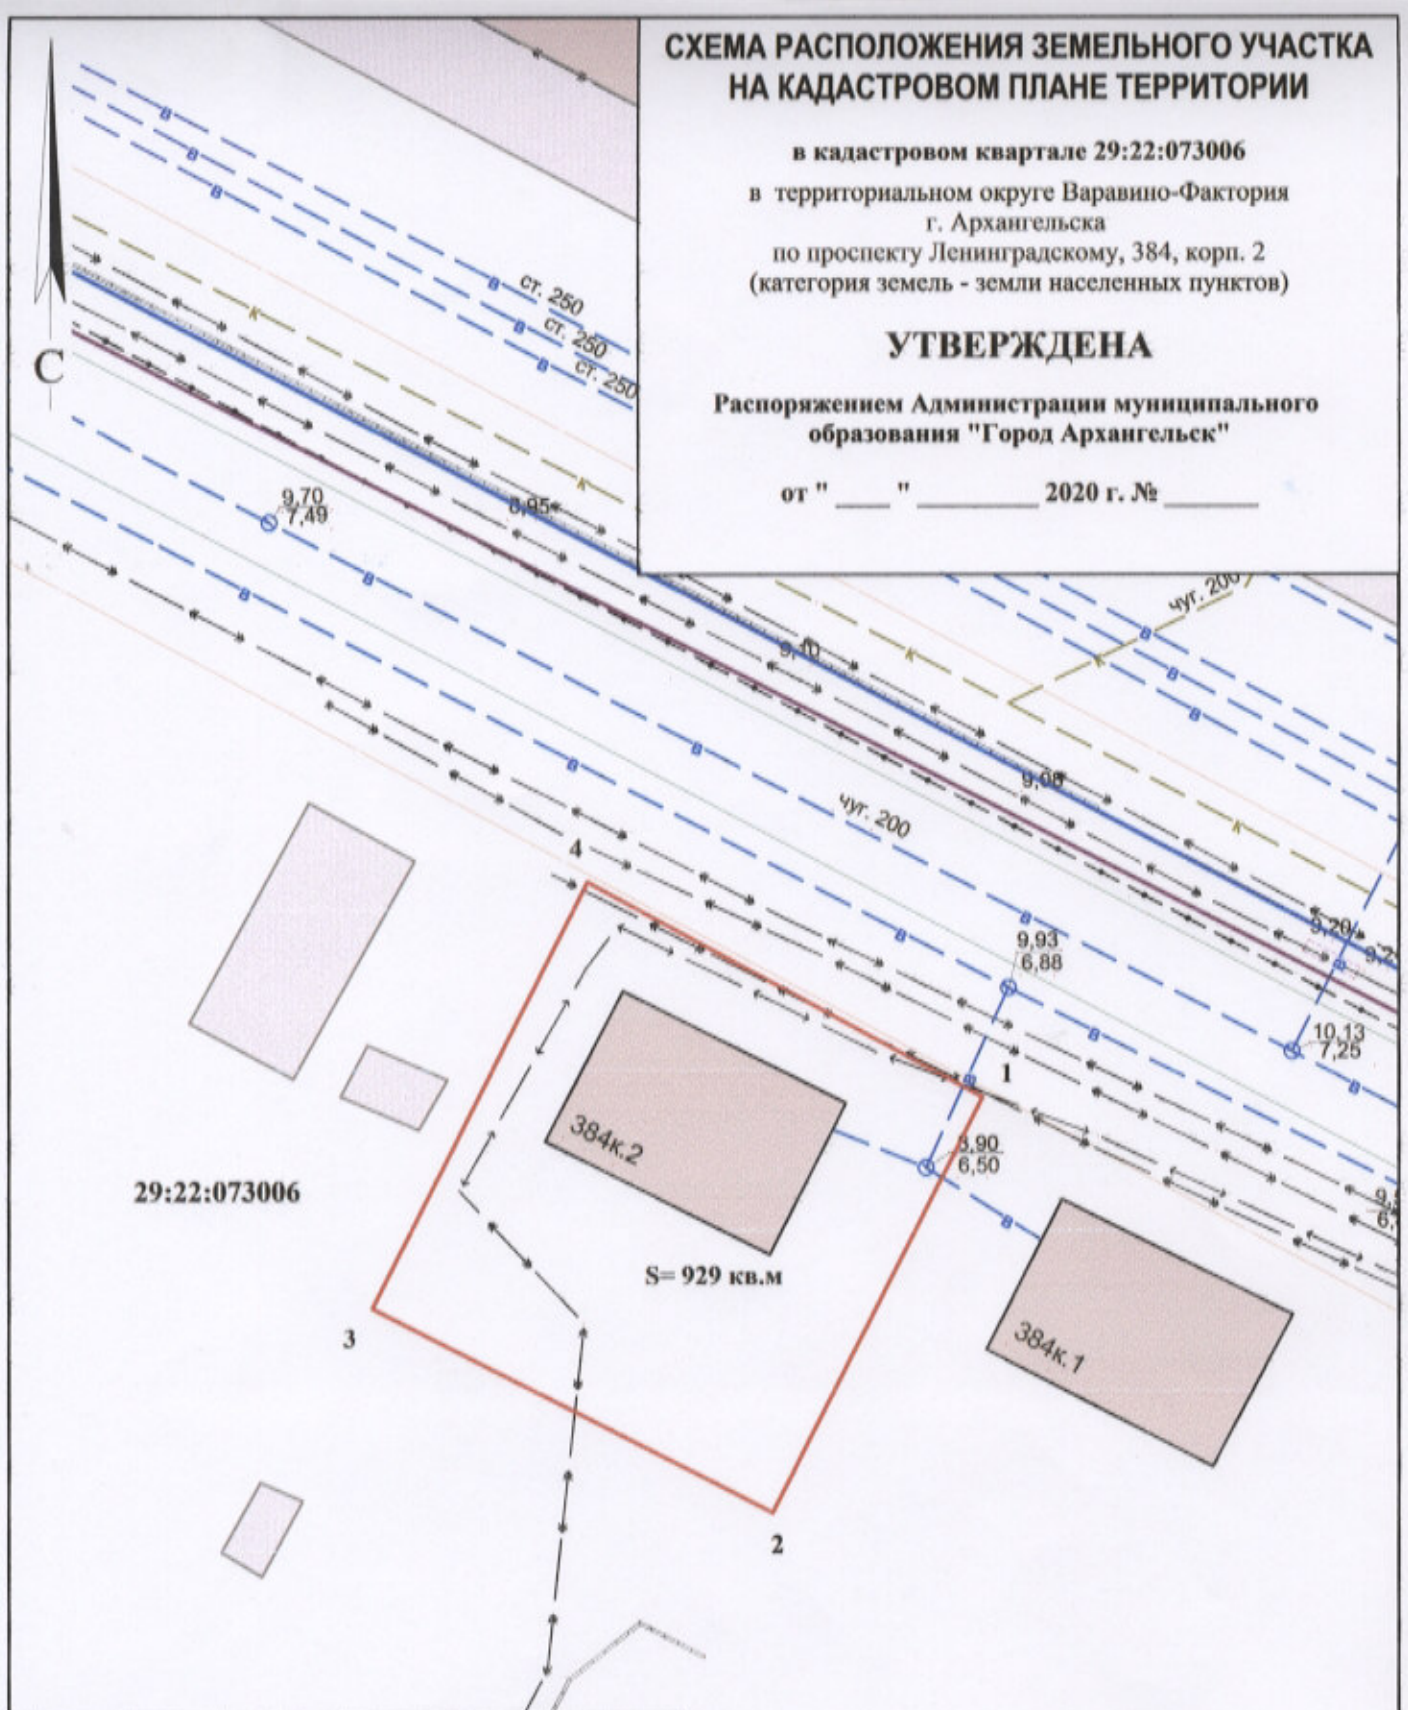 СХЕМА РАСПОЛОЖЕНИЯ ЗЕМЕЛЬНОГО УЧАСТКА
НА КАДАСТРОВОМ ПЛАНЕ ТЕРРИТОРИИ
в кадастровом квартале 29:22:073006
в территориальном округе Варавино-Фактория
г. Архангельска
по проспекту Ленинградскому, 384, корп. 2
(категория земель - земли населенных пунктов)
УТВЕРЖДЕНА
Распоряжением Администрации муниципального
образования "Город Архангельск"
от " ____ " _________ 2020 г. № _______
С
В
В
В
В
В
В
ст. 250
ст. 250
ст. 250
К
К
9,70
7,49
8,95
В
В
9,10
К
чуг. 200
К
В
В
В
9,08
К
В
В
чуг. 200
4
В
В
9,93
6,88
9,20
В
В
10,13
7,25
В
1
В
3,90
6,50
В
384к.2
29:22:073006
S= 929 кв.м
384к.1
3
2